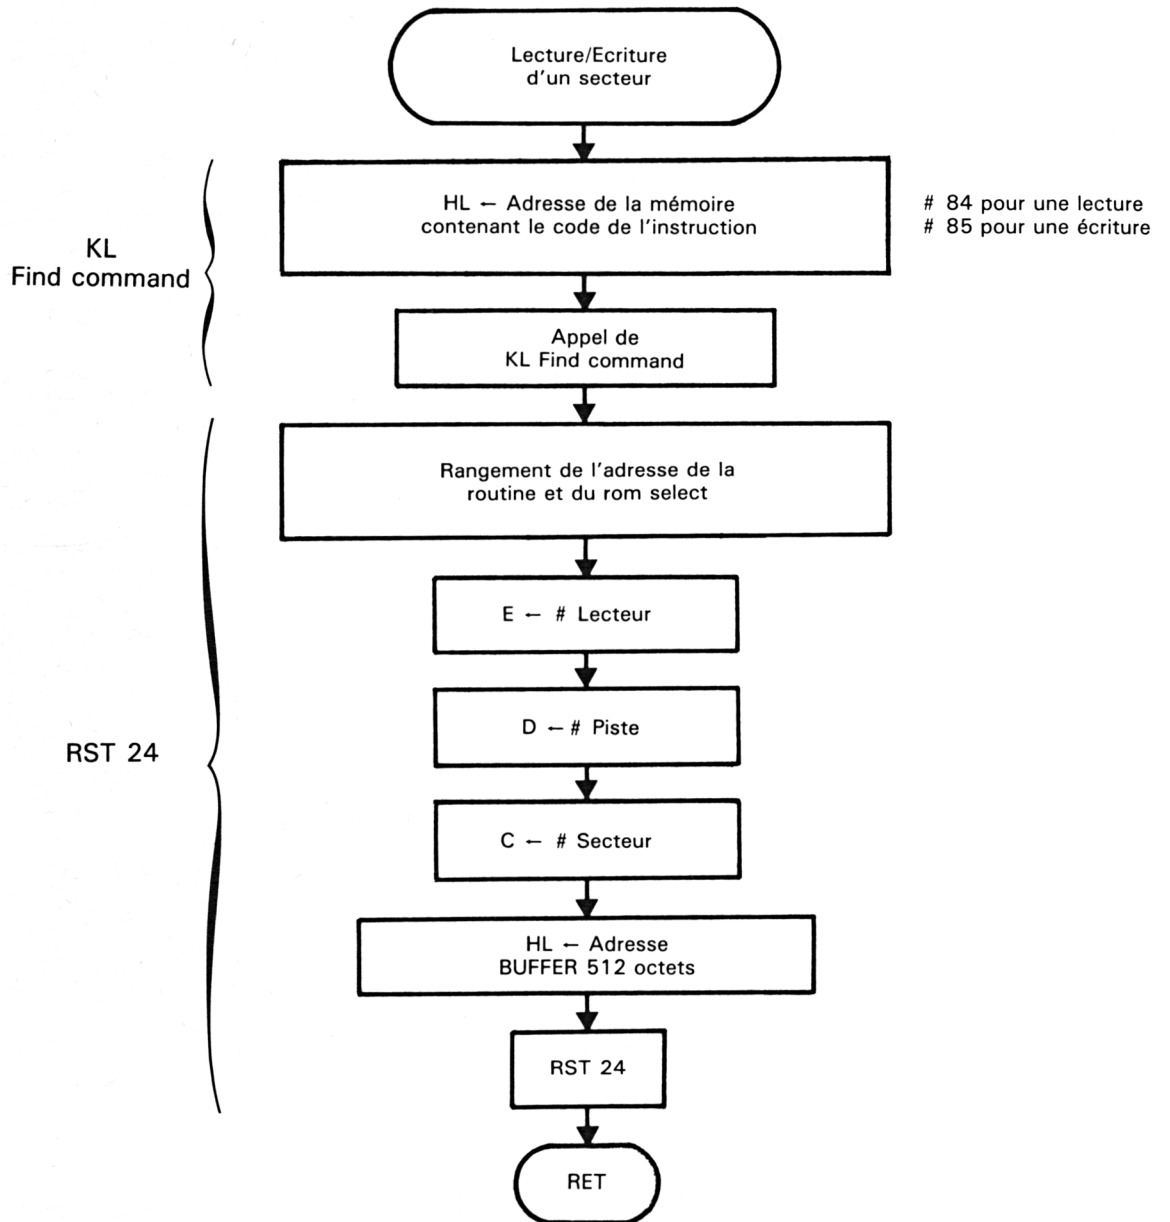 Lecture/Ecriture
d'un secteur
HL ← Adresse de la mémoire
contenant le code de l'instruction
# 84 pour une lecture
# 85 pour une écriture
KL
Find command
Appel de
KL Find command
Rangement de l'adresse de la
routine et du rom select
E ← # Lecteur
D ← # Piste
RST 24
C ← # Secteur
HL ← Adresse
BUFFER 512 octets
RST 24
RET